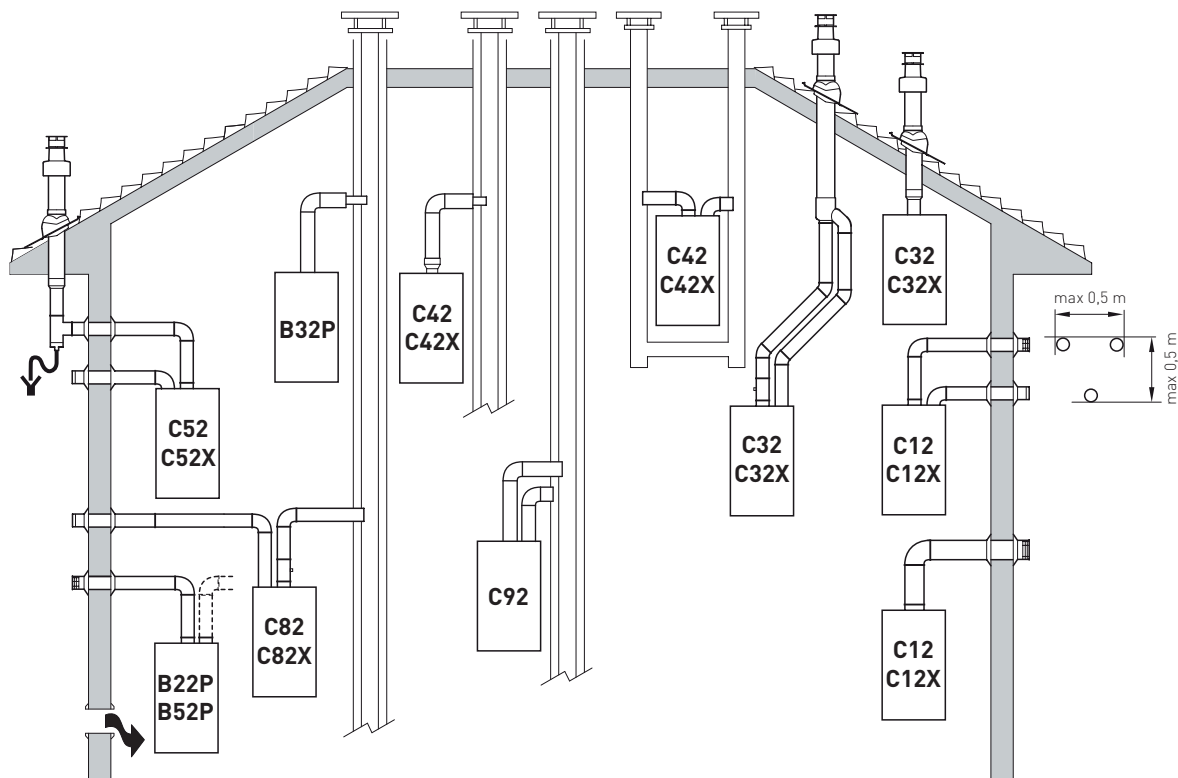 B32P
C42
C42X
C42
C42X
C32
C32X
max 0,5 m
max 0,5 m
C52
C52X
C32
C32X
C12
C12X
C92
C82
C82X
B22P
B52P
C12
C12X